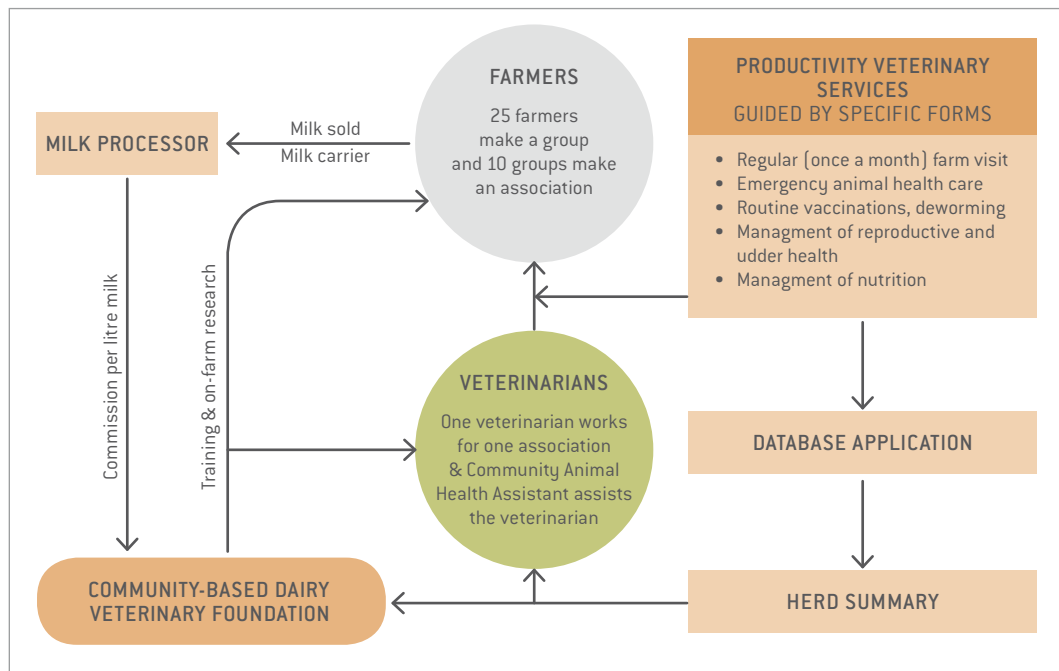 FARMERS
25 farmers
make a group
and 10 groups make
an association
PRODUCTIVITY VETERINARY
SERVICES
GUIDED BY SPECIFIC FORMS
• Regular (once a month) farm visit
• Emergency animal health care
• Routine vaccinations, deworming
• Managment of reproductive and
udder health
• Managment of nutrition
MILK PROCESSOR
Milk sold
Milk carrier
Commission per litre milk
Training & on-farm research
VETERINARIANS
One veterinarian works
for one association
& Community Animal
Health Assistant assists
the veterinarian
DATABASE APPLICATION
COMMUNITY-BASED DAIRY
VETERINARY FOUNDATION
HERD SUMMARY